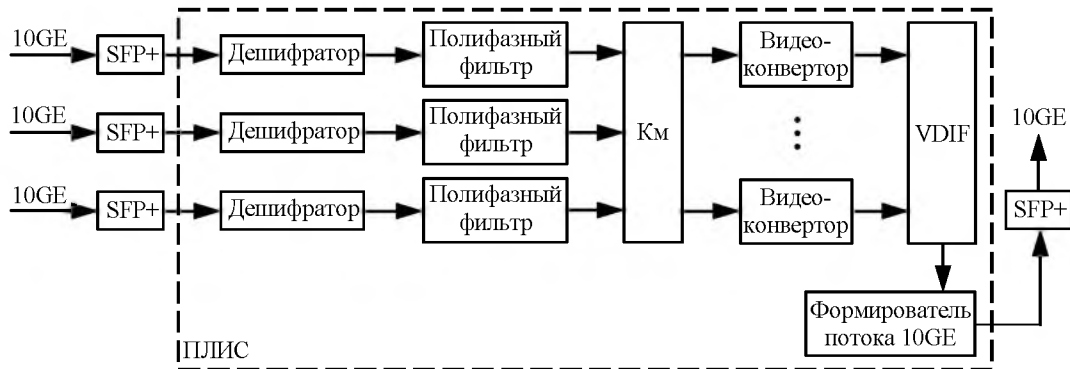 10GE
SFP+
Дешифратор
Полифазный
фильтр
Видео-
конвертор
10GE
SFP+
Дешифратор
Полифазный
фильтр
Км
VDIF
10GE
10GE
SFP+
Дешифратор
Полифазный
фильтр
Видео-
конвертор
SFP+
Формирователь
потока 10GE
ПЛИС